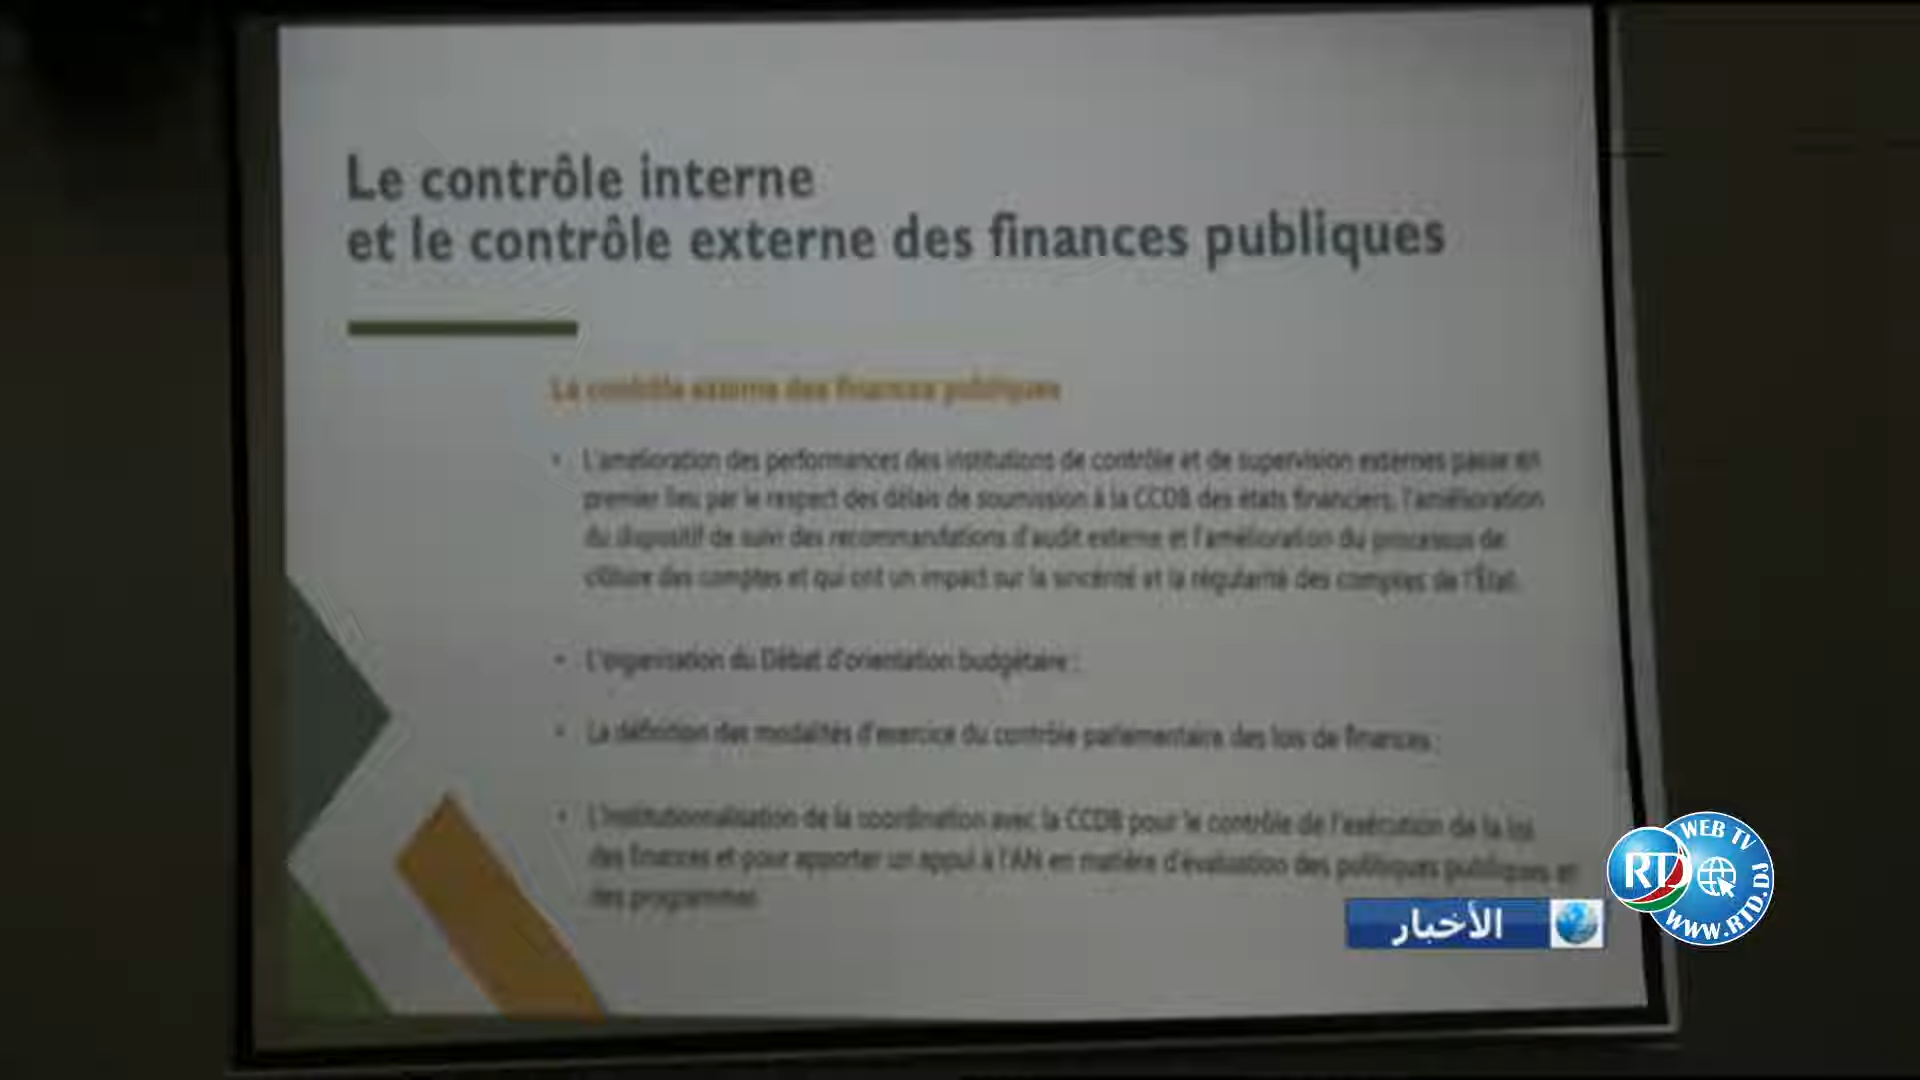 Le contrôle interne
et le contrôle externe des finances publiques
Le contrôle externe des finances publiques
• L'amélioration des performances des institutions de contrôle et de supervision externes passe en
premier lieu par le respect des délais de soumission à la CCDB des états financiers, l'amélioration
du dispositif de suivi des recommandations d'audit externe et l'amélioration du processus de
clôture des comptes et qui ont un impact sur la sincérité et la régularité des comptes de l'État.
• L'organisation du Débat d'orientation budgétaire ;
• La définition des modalités d'exercice du contrôle parlementaire des lois de finances ;
• L'institutionnalisation de la coordination avec la CCDB pour le contrôle de l'exécution de la loi
des finances et pour apporter un appui à l'AN en matière d'évaluation des politiques publiques et
des programmes
الأخبار
RTD
WEB TV
WWW.RTD.DJ